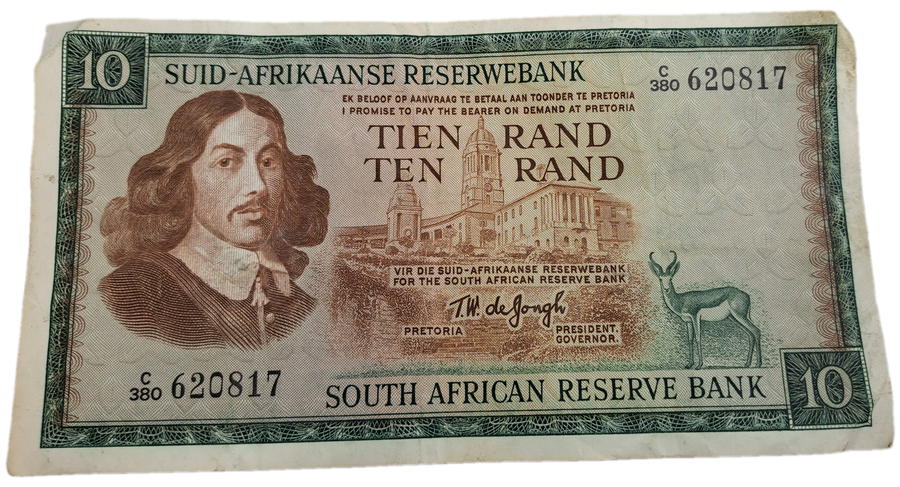 10
SUID-AFRIKAANSE RESERWEBANK
C/380 620817
EK BELOOF OP AANVRAAG TE BETAAL AAN TOONDER TE PRETORIA
I PROMISE TO PAY THE BEARER ON DEMAND AT PRETORIA
TIEN RAND
TEN RAND
VIR DIE SUID-AFRIKAANSE RESERWEBANK
FOR THE SOUTH AFRICAN RESERVE BANK
T.W. de Jongh
PRETORIA
PRESIDENT.
GOVERNOR.
C/380 620817
SOUTH AFRICAN RESERVE BANK
10